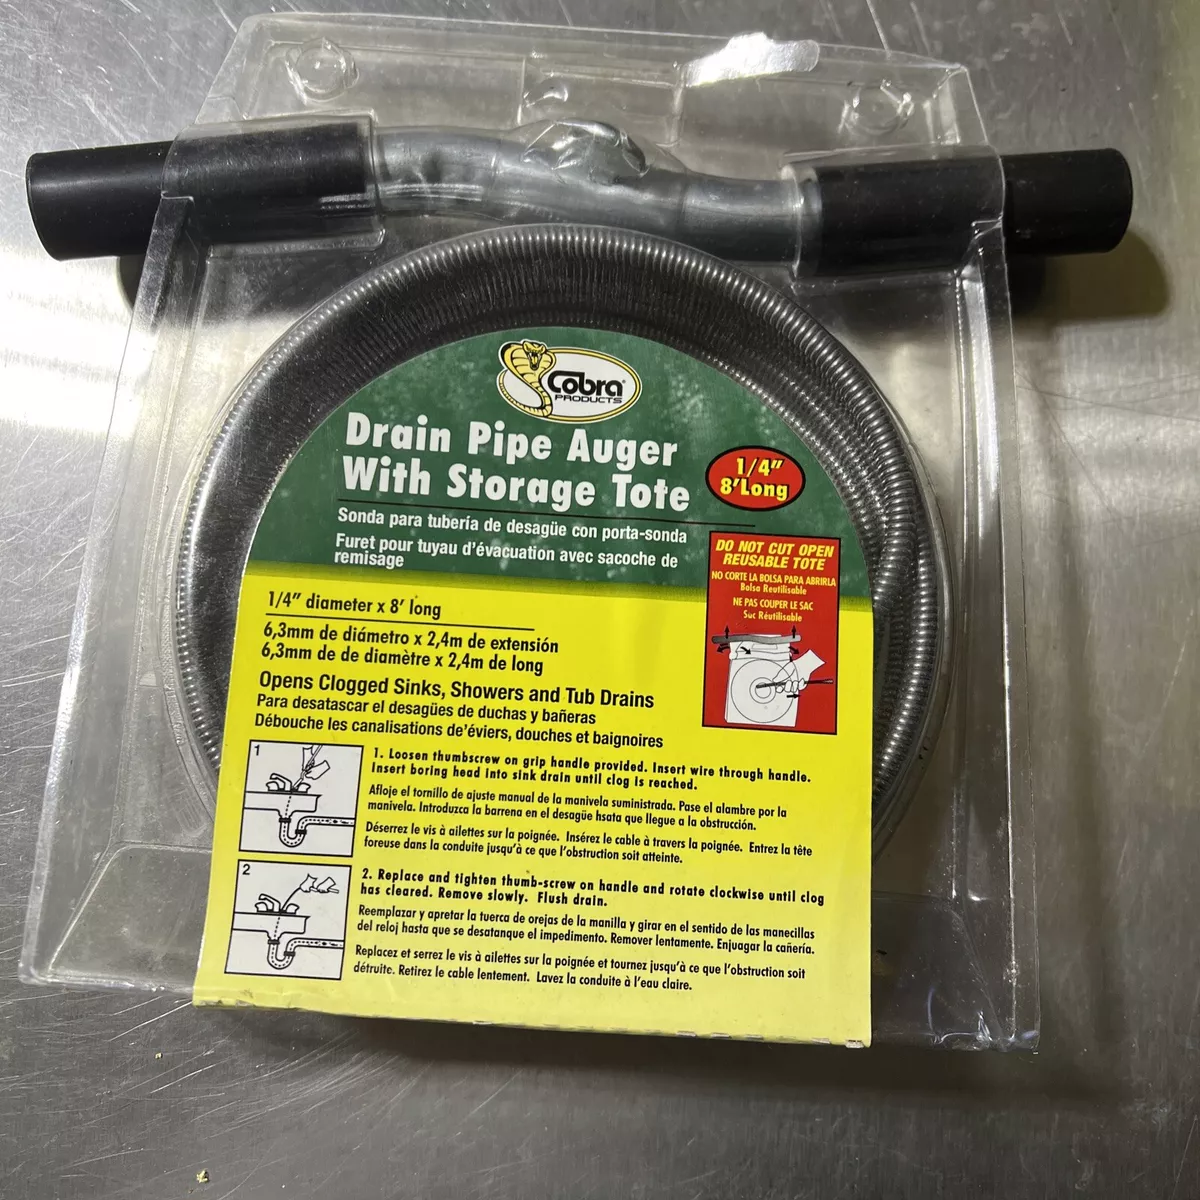 Cobra®
PRODUCTS
Drain Pipe Auger
With Storage Tote
1/4"
8'Long
Sonda para tubería de desagüe con porta-sonda
Furet pour tuyau d'évacuation avec sacoche de
remisage
DO NOT CUT OPEN
REUSABLE TOTE
NO CORTE LA BOLSA PARA ABRIRLA
Bolsa Reutilisable
NE PAS COUPER LE SAC
Suc Réutilisable
1/4" diameter x 8' long
6,3mm de diámetro x 2,4m de extensión
6,3mm de de diamètre x 2,4m de long
Opens Clogged Sinks, Showers and Tub Drains
Para desatascar el desagües de duchas y bañeras
Débouche les canalisations de'éviers, douches et baignoires
1
1. Loosen thumbscrew on grip handle provided. Insert wire through handle.
Insert boring head into sink drain until clog is reached.
Afloje el tornillo de ajuste manual de la manivela suministrada. Pase el alambre por la
manivela. Introduzca la barrena en el desagüe hsata que llegue a la obstrucción.
Déserrez le vis à ailettes sur la poignée. Insérez le cable à travers la poignée. Entrez la tête
foreuse dans la conduite jusqu'à ce que l'obstruction soit atteinte.
2
2. Replace and tighten thumb-screw on handle and rotate clockwise until clog
has cleared. Remove slowly. Flush drain.
Reemplazar y apretar la tuerca de orejas de la manilla y girar en el sentido de las manecillas
del reloj hasta que se desatanque el impedimento. Remover lentamente. Enjuagar la cañería.
Replacez et serrez le vis à ailettes sur la poignée et tournez jusqu'à ce que l'obstruction soit
détruite. Retirez le cable lentement. Lavez la conduite à l'eau claire.